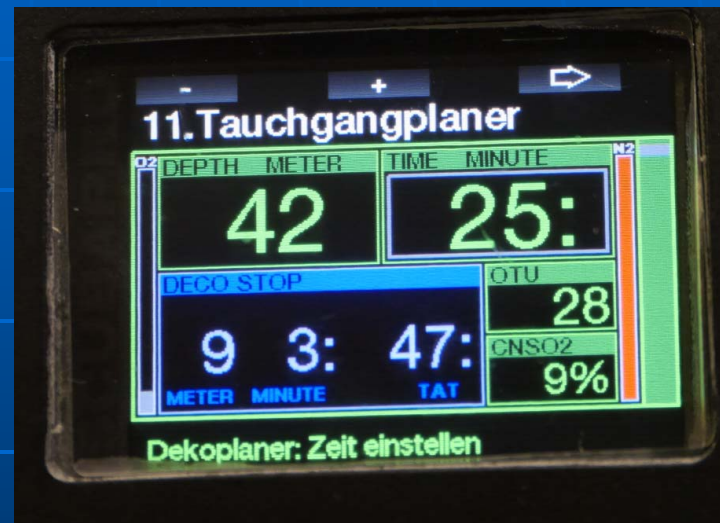 - + ⇨
11.Tauchgangplaner
O2 DEPTH METER TIME MINUTE N2
42 25:
DECO STOP OTU
28
9 3: 47: CNSO2
METER MINUTE TAT 9%
Dekoplaner: Zeit einstellen